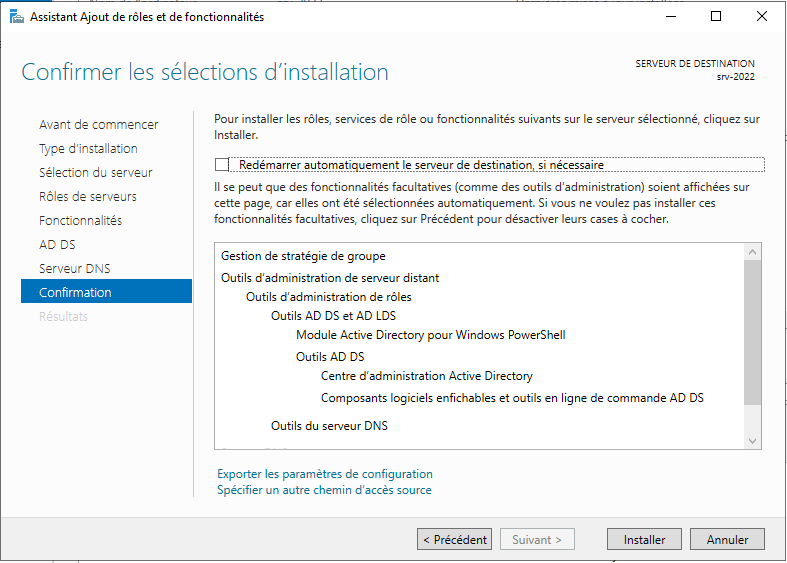 Assistant Ajout de rôles et de fonctionnalités
Confirmer les sélections d’installation
SERVEUR DE DESTINATION
srv-2022
Avant de commencer
Type d’installation
Sélection du serveur
Rôles de serveurs
Fonctionnalités
AD DS
Serveur DNS
Confirmation
Résultats
Pour installer les rôles, services de rôle ou fonctionnalités suivants sur le serveur sélectionné, cliquez sur
Installer.
Redémarrer automatiquement le serveur de destination, si nécessaire
Il se peut que des fonctionnalités facultatives (comme des outils d’administration) soient affichées sur
cette page, car elles ont été sélectionnées automatiquement. Si vous ne voulez pas installer ces
fonctionnalités facultatives, cliquez sur Précédent pour désactiver leurs cases à cocher.
Gestion de stratégie de groupe
Outils d’administration de serveur distant
Outils d’administration de rôles
Outils AD DS et AD LDS
Module Active Directory pour Windows PowerShell
Outils AD DS
Centre d’administration Active Directory
Composants logiciels enfichables et outils en ligne de commande AD DS
Outils du serveur DNS
Exporter les paramètres de configuration
Spécifier un autre chemin d’accès source
< Précédent
Suivant >
Installer
Annuler